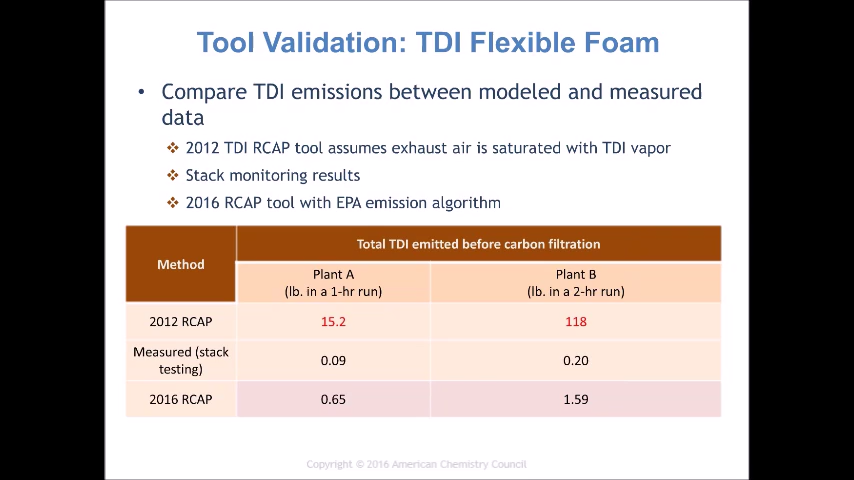 Tool Validation: TDI Flexible Foam
• Compare TDI emissions between modeled and measured
data
❖ 2012 TDI RCAP tool assumes exhaust air is saturated with TDI vapor
❖ Stack monitoring results
❖ 2016 RCAP tool with EPA emission algorithm
Method
Total TDI emitted before carbon filtration
Plant A
(lb. in a 1-hr run)
Plant B
(lb. in a 2-hr run)
2012 RCAP
15.2
118
Measured (stack
testing)
0.09
0.20
2016 RCAP
0.65
1.59
Copyright © 2016 American Chemistry Council